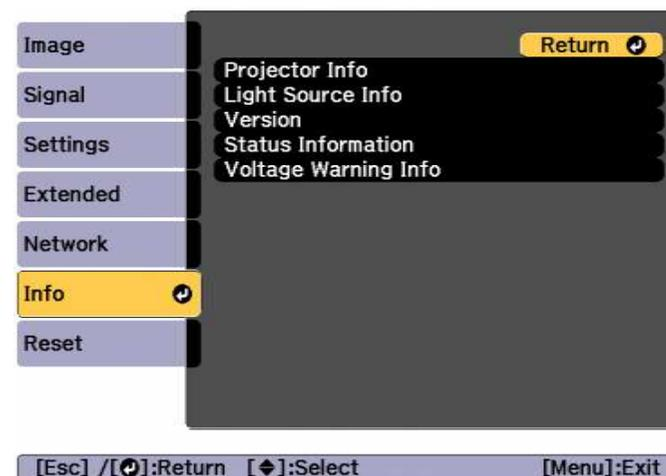 Image
Signal
Settings
Extended
Network
Info
Reset
Return
Projector Info
Light Source Info
Version
Status Information
Voltage Warning Info
[Esc] /[↵]:Return [◆]:Select [Menu]:Exit